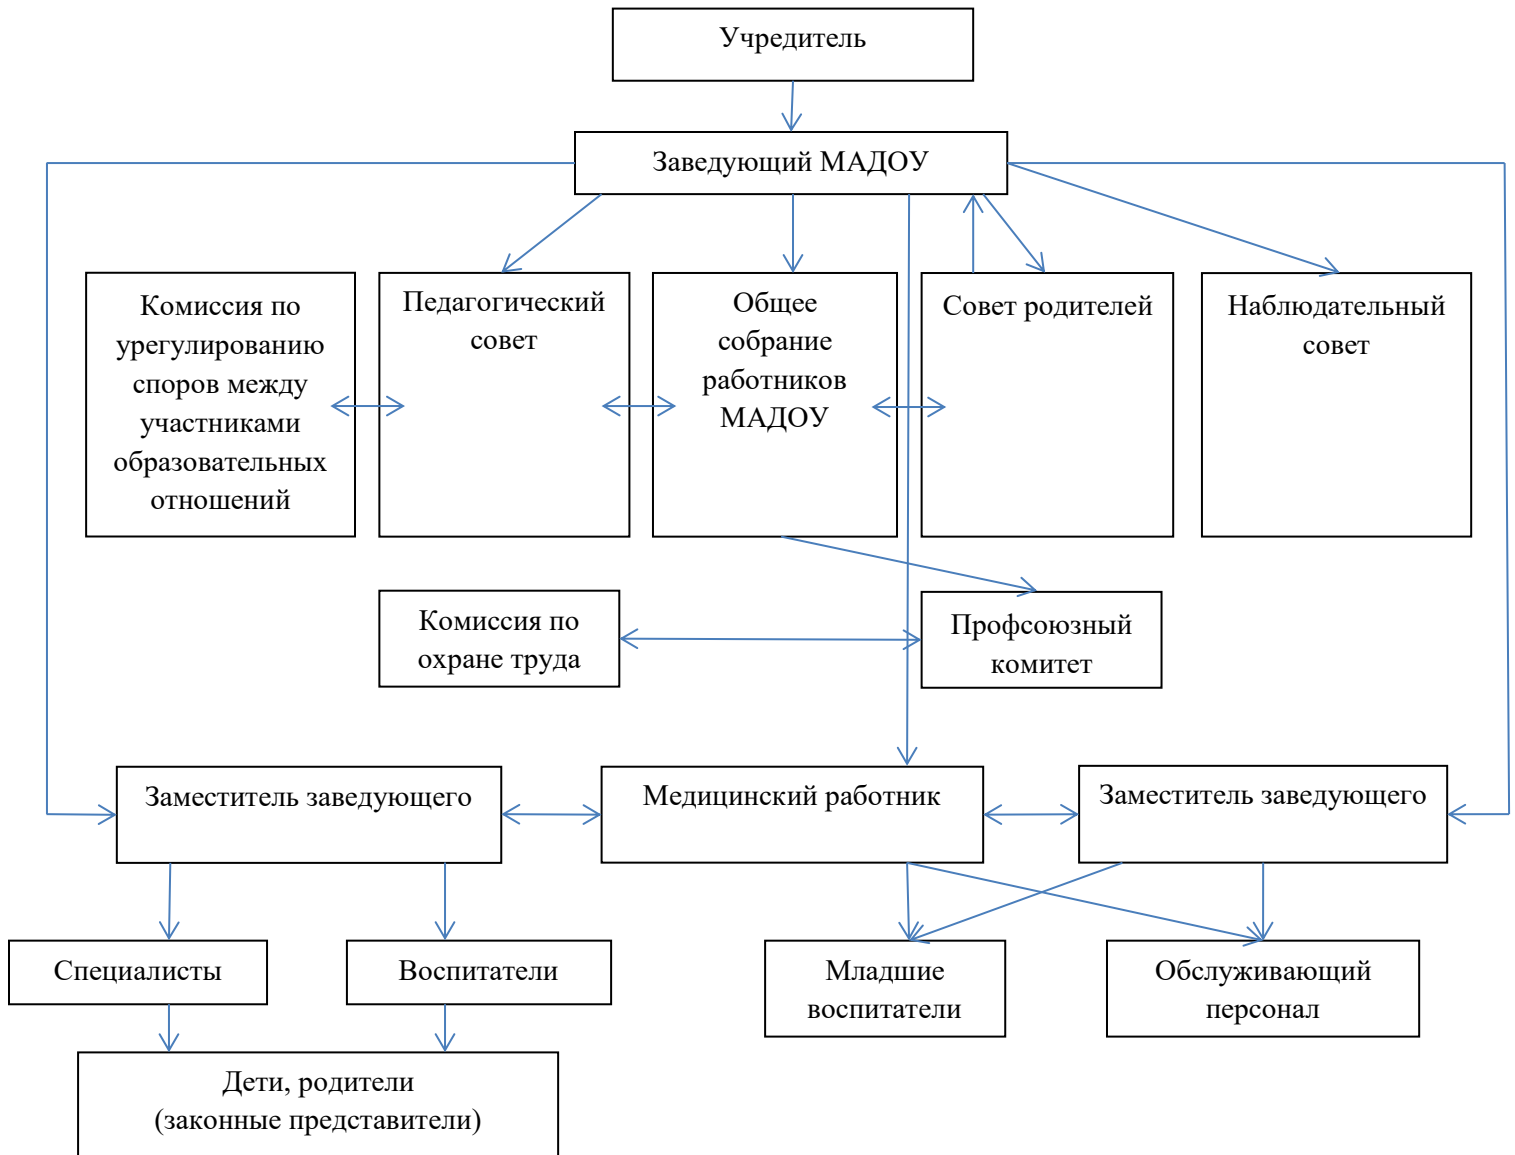 Учредитель
Заведующий МАДОУ
Комиссия по
урегулированию
споров между
участниками
образовательных
отношений
Педагогический
совет
Общее
собрание
работников
МАДОУ
Совет родителей
Наблюдательный
совет
Комиссия по
охране труда
Профсоюзный
комитет
Заместитель заведующего
Медицинский работник
Заместитель заведующего
Специалисты
Воспитатели
Младшие
воспитатели
Обслуживающий
персонал
Дети, родители
(законные представители)